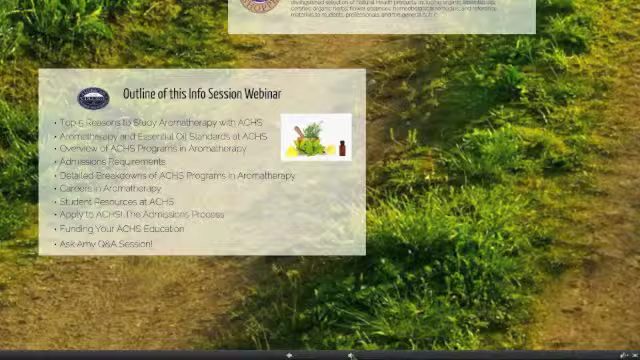 Outline of this Info Session Webinar
• Top 5 Reasons to Study Aromatherapy with ACHS
• Aromatherapy and Essential Oil Standards at ACHS
• Overview of ACHS Programs in Aromatherapy
• Admissions Requirements
• Detailed Breakdowns of ACHS Programs in Aromatherapy
• Careers in Aromatherapy
• Student Resources at ACHS
• Apply to ACHS! The Admissions Process
• Funding Your ACHS Education
• Ask Amy Q&A Session!